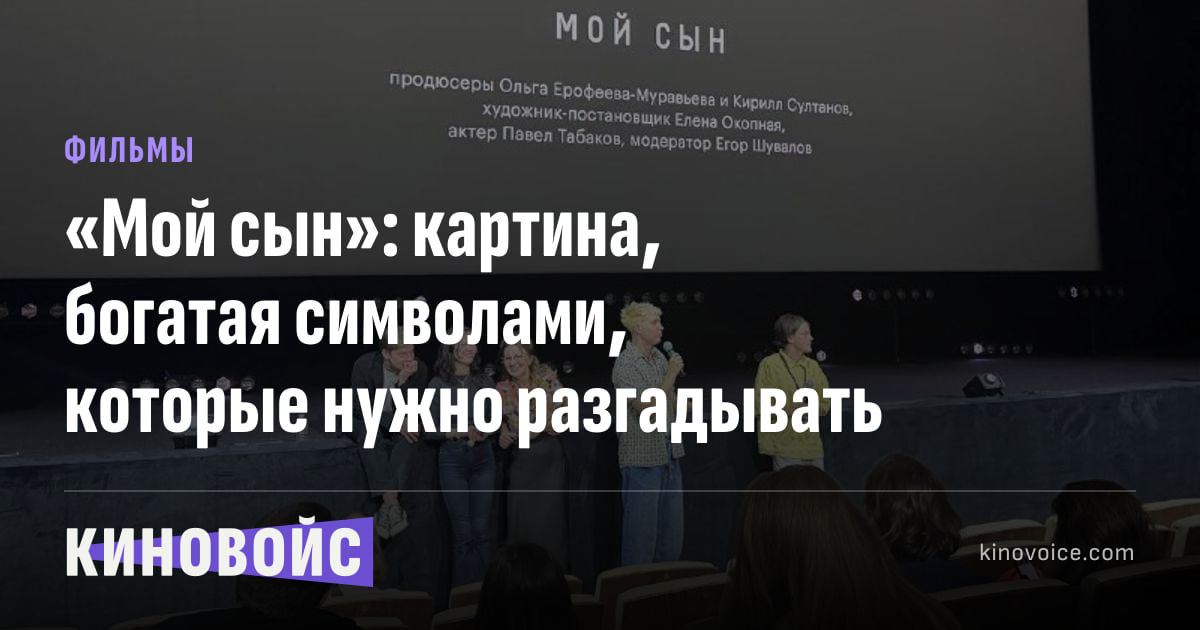 МОЙ СЫН
продюсеры Ольга Ерофеева-Муравьева и Кирилл Султанов,
художник-постановщик Елена Окопная,
актер Павел Табаков, модератор Егор Шувалов
ФИЛЬМЫ
«Мой сын»: картина,
богатая символами,
которые нужно разгадывать
КИНОВОЙС
kinovoice.com